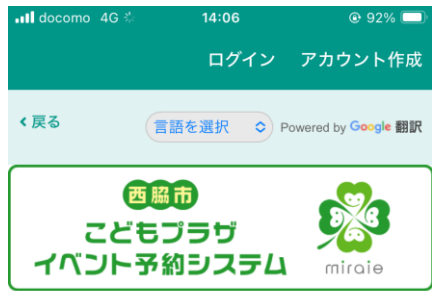 docomo 4G 14:06 92%
ログイン アカウント作成
戻る 言語を選択 Powered by Google 翻訳
西脇市
こどもプラザ
イベント予約システム
miraie